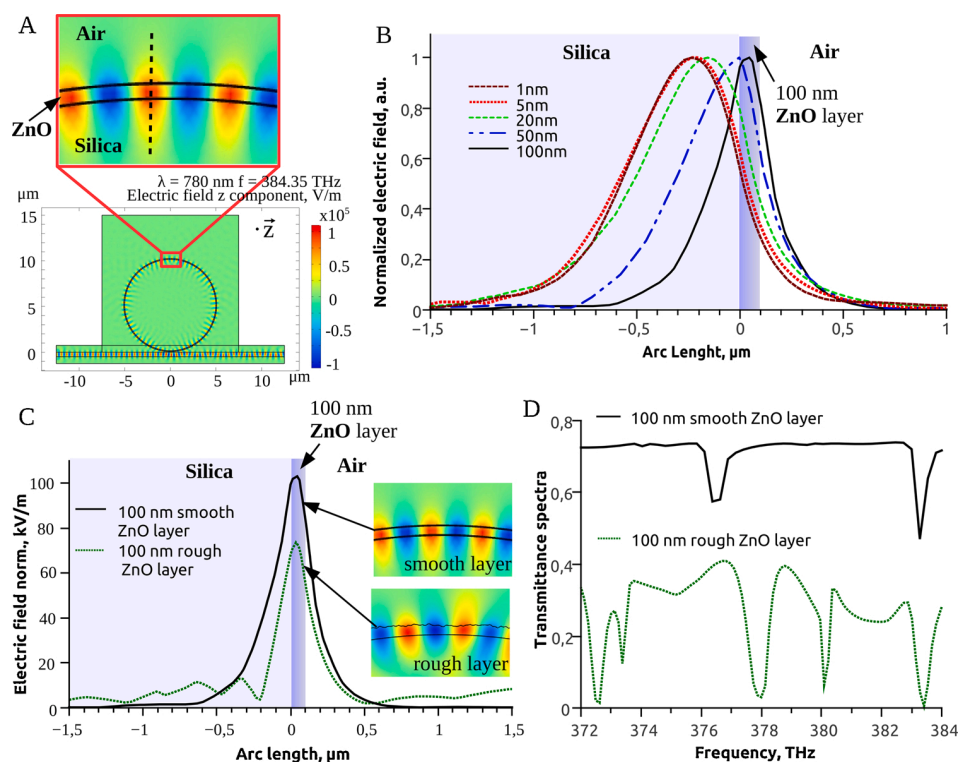 A
Air
ZnO
Silica
λ = 780 nm f = 384.35 THz
Electric field z component, V/m
μm
x10⁵
15
10
5
0
· z⃗
1
0.5
0
-0.5
-1
−10
−5
0
5
10
μm
B
Silica
Air
100 nm
ZnO layer
1nm
5nm
20nm
50nm
100nm
Normalized electric field, a.u.
1,0
0,8
0,6
0,4
0,2
0
−1,5
−1
−0,5
0
0,5
1
Arc Lenght, μm
C
100 nm
ZnO layer
Silica
Air
100 nm smooth
ZnO layer
100 nm rough
ZnO layer
smooth layer
rough layer
Electric field norm., kV/m
100
80
60
40
20
0
−1,5
−1
−0,5
0
0,5
1
1,5
Arc length, μm
D
100 nm smooth ZnO layer
100 nm rough ZnO layer
Transmittance spectra
0,8
0,6
0,4
0,2
0
372
374
376
378
380
382
384
Frequency, THz